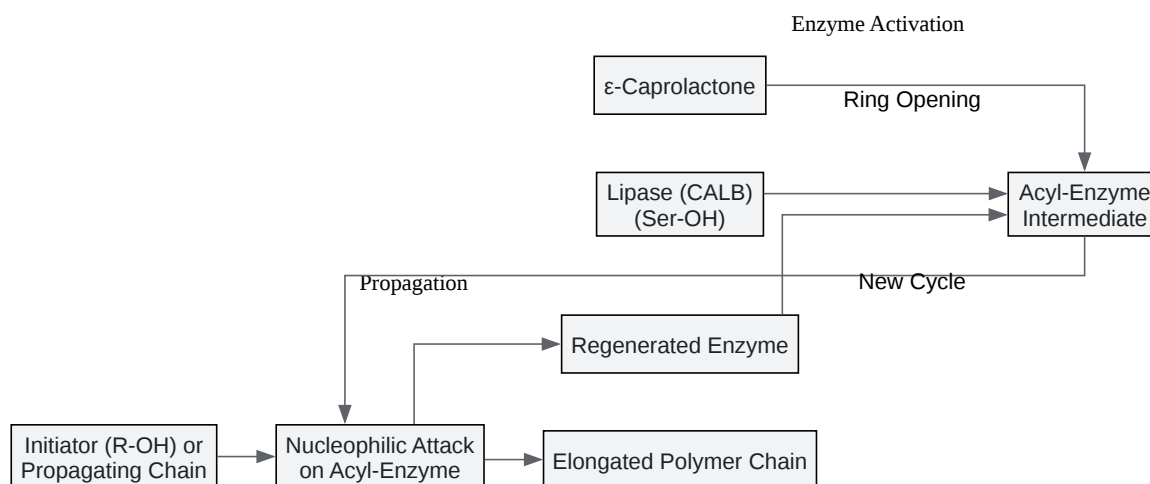 Enzyme Activation
ε-Caprolactone
Ring Opening
Lipase (CALB)
(Ser-OH)
Acyl-Enzyme
Intermediate
Propagation
New Cycle
Regenerated Enzyme
Initiator (R-OH) or
Propagating Chain
Nucleophilic Attack
on Acyl-Enzyme
Elongated Polymer Chain